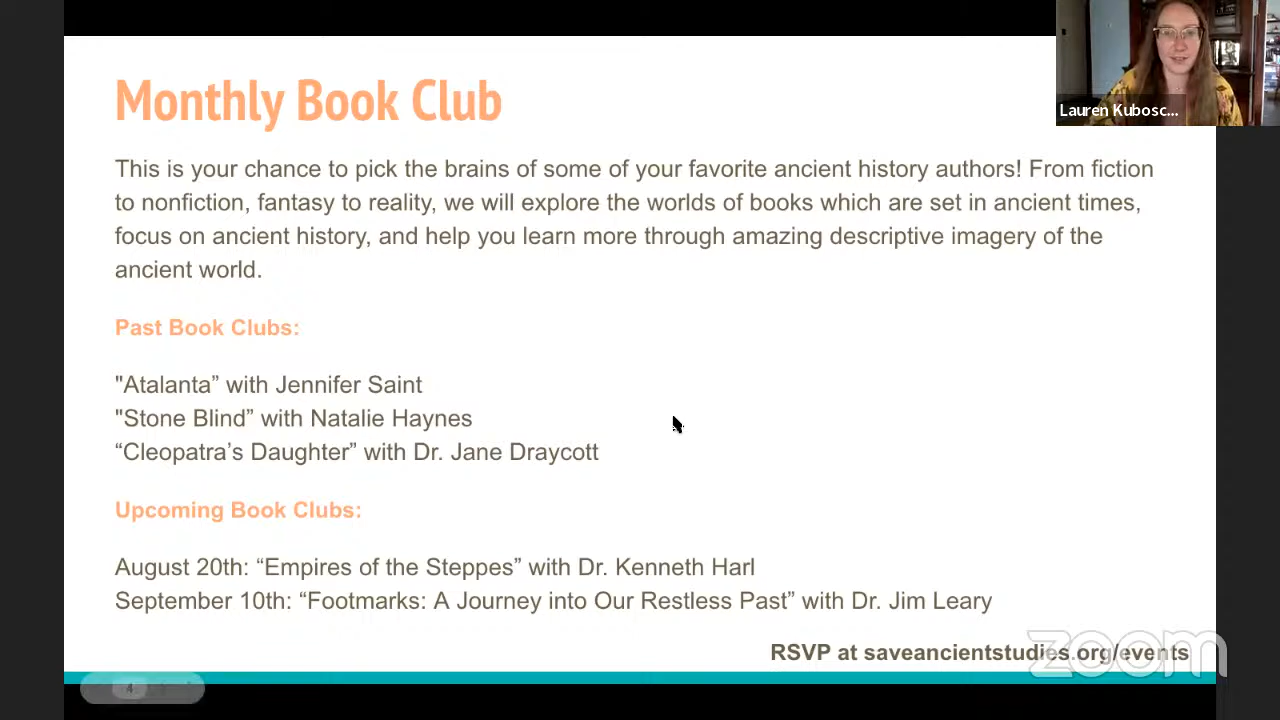 Monthly Book Club
Lauren Kubosc...
This is your chance to pick the brains of some of your favorite ancient history authors! From fiction
to nonfiction, fantasy to reality, we will explore the worlds of books which are set in ancient times,
focus on ancient history, and help you learn more through amazing descriptive imagery of the
ancient world.
Past Book Clubs:
"Atalanta” with Jennifer Saint
"Stone Blind” with Natalie Haynes
“Cleopatra’s Daughter” with Dr. Jane Draycott
Upcoming Book Clubs:
August 20th: “Empires of the Steppes” with Dr. Kenneth Harl
September 10th: “Footmarks: A Journey into Our Restless Past” with Dr. Jim Leary
RSVP at saveancientstudies.org/events
zoom
4